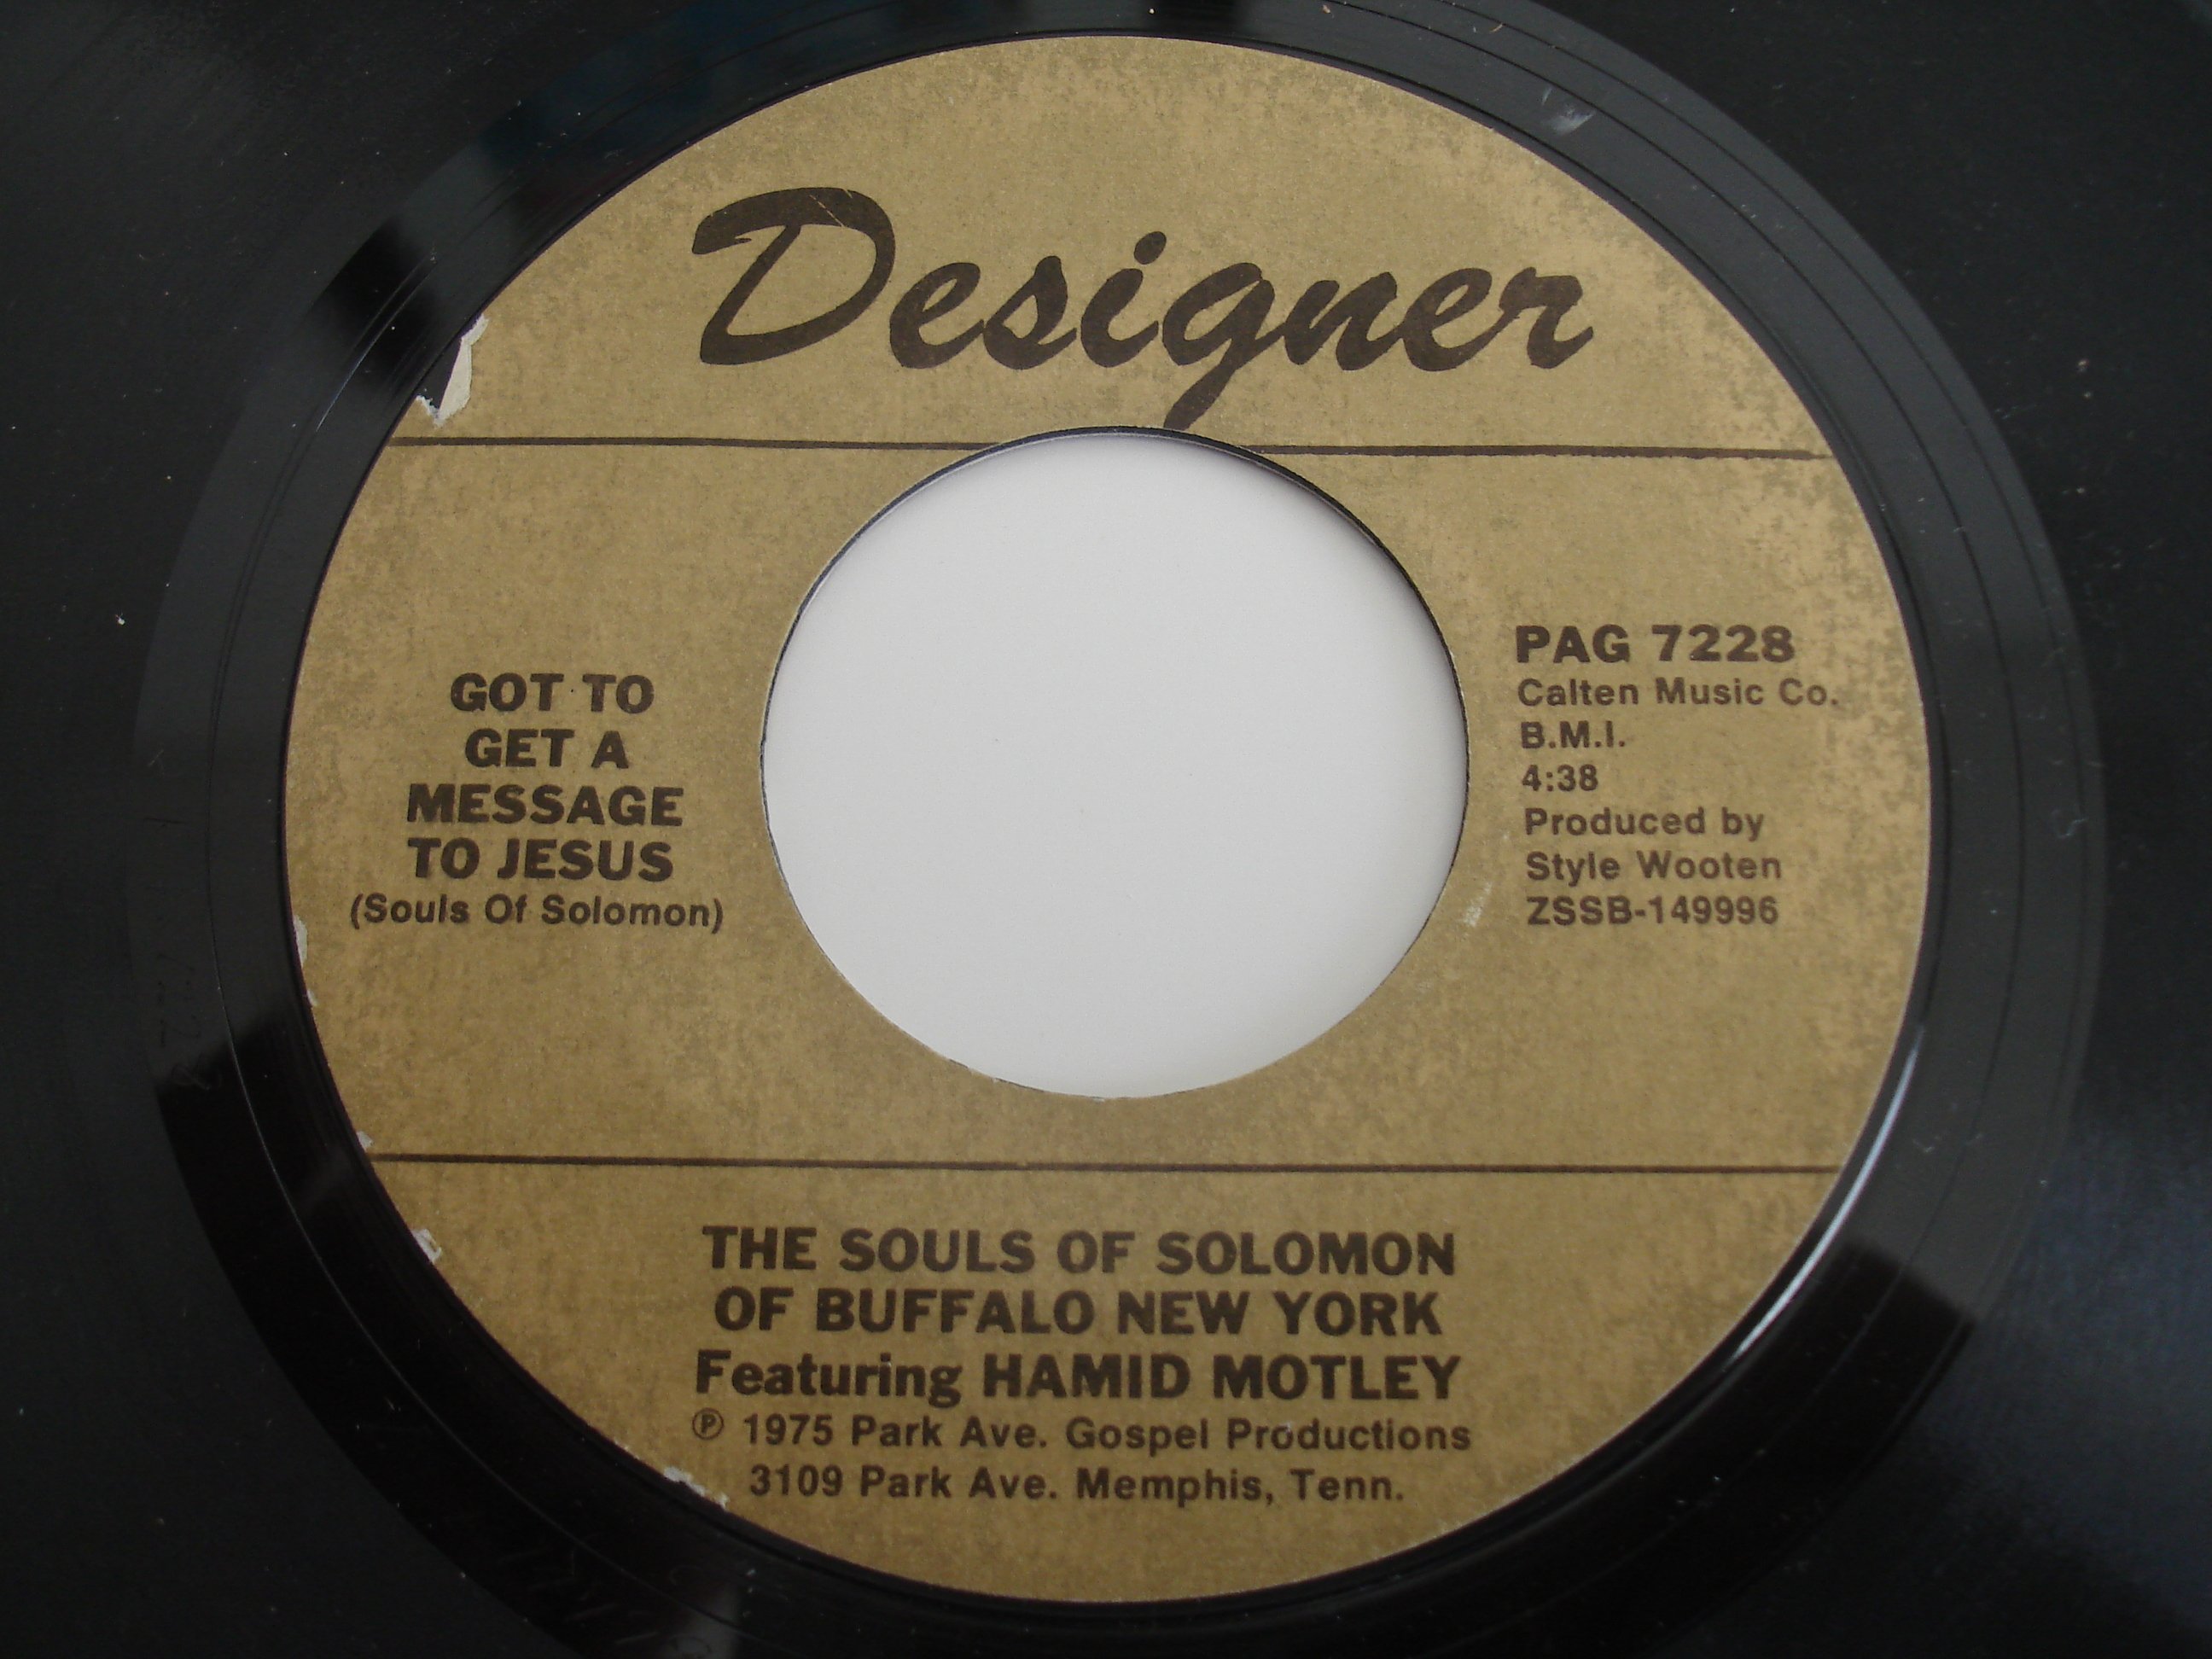 Designer
GOT TO
GET A
MESSAGE
TO JESUS
(Souls Of Solomon)
PAG 7228
Calten Music Co.
B.M.I.
4:38
Produced by
Style Wooten
ZSSB-149996
THE SOULS OF SOLOMON
OF BUFFALO NEW YORK
Featuring HAMID MOTLEY
℗ 1975 Park Ave. Gospel Productions
3109 Park Ave. Memphis, Tenn.